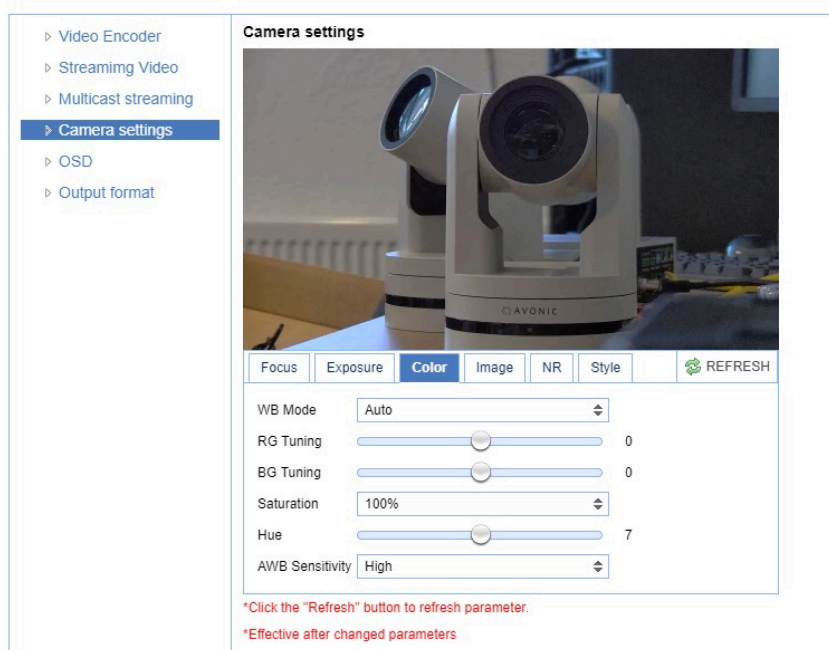 Video Encoder
Streamimg Video
Multicast streaming
Camera settings
OSD
Output format
Camera settings
AVONIC
Focus Exposure Color Image NR Style REFRESH
WB Mode Auto
RG Tuning 0
BG Tuning 0
Saturation 100%
Hue 7
AWB Sensitivity High
*Click the "Refresh" button to refresh parameter.
*Effective after changed parameters